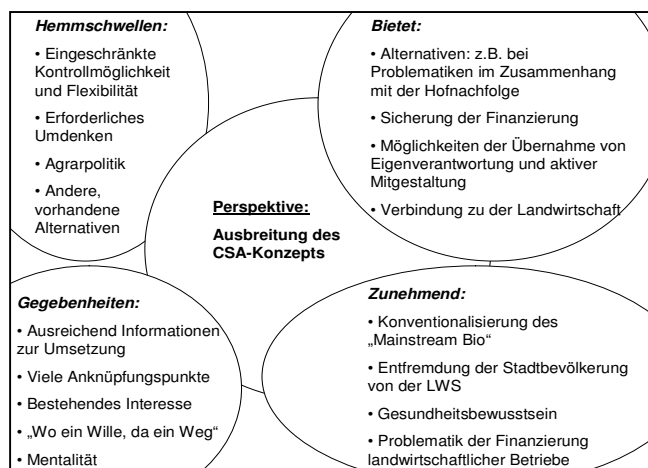 Hemmschwellen:
• Eingeschränkte
Kontrollmöglichkeit
und Flexibilität
• Erforderliches
Umdenken
• Agrarpolitik
• Andere,
vorhandene
Alternativen
Bietet:
• Alternativen: z.B. bei
Problematiken im Zusammenhang
mit der Hofnachfolge
• Sicherung der Finanzierung
• Möglichkeiten der Übernahme von
Eigenverantwortung und aktiver
Mitgestaltung
• Verbindung zu der Landwirtschaft
Perspektive:
Ausbreitung des
CSA-Konzepts
Gegebenheiten:
• Ausreichend Informationen
zur Umsetzung
• Viele Anknüpfungspunkte
• Bestehendes Interesse
• „Wo ein Wille, da ein Weg“
• Mentalität
Zunehmend:
• Konventionalisierung des
„Mainstream Bio“
• Entfremdung der Stadtbevölkerung
von der LWS
• Gesundheitsbewusstsein
• Problematik der Finanzierung
landwirtschaftlicher Betriebe